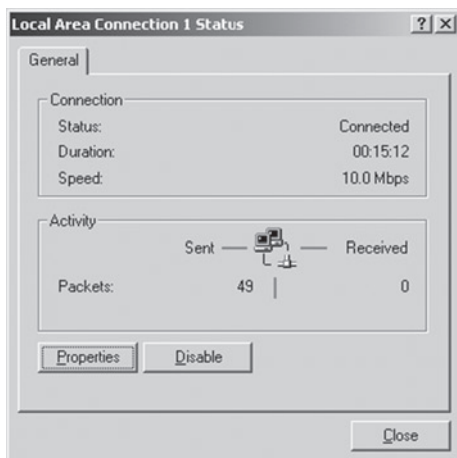 Local Area Connection 1 Status
General
Connection
Status: Connected
Duration: 00:15:12
Speed: 10.0 Mbps
Activity
Sent Received
Packets: 49 0
Properties Disable
Close